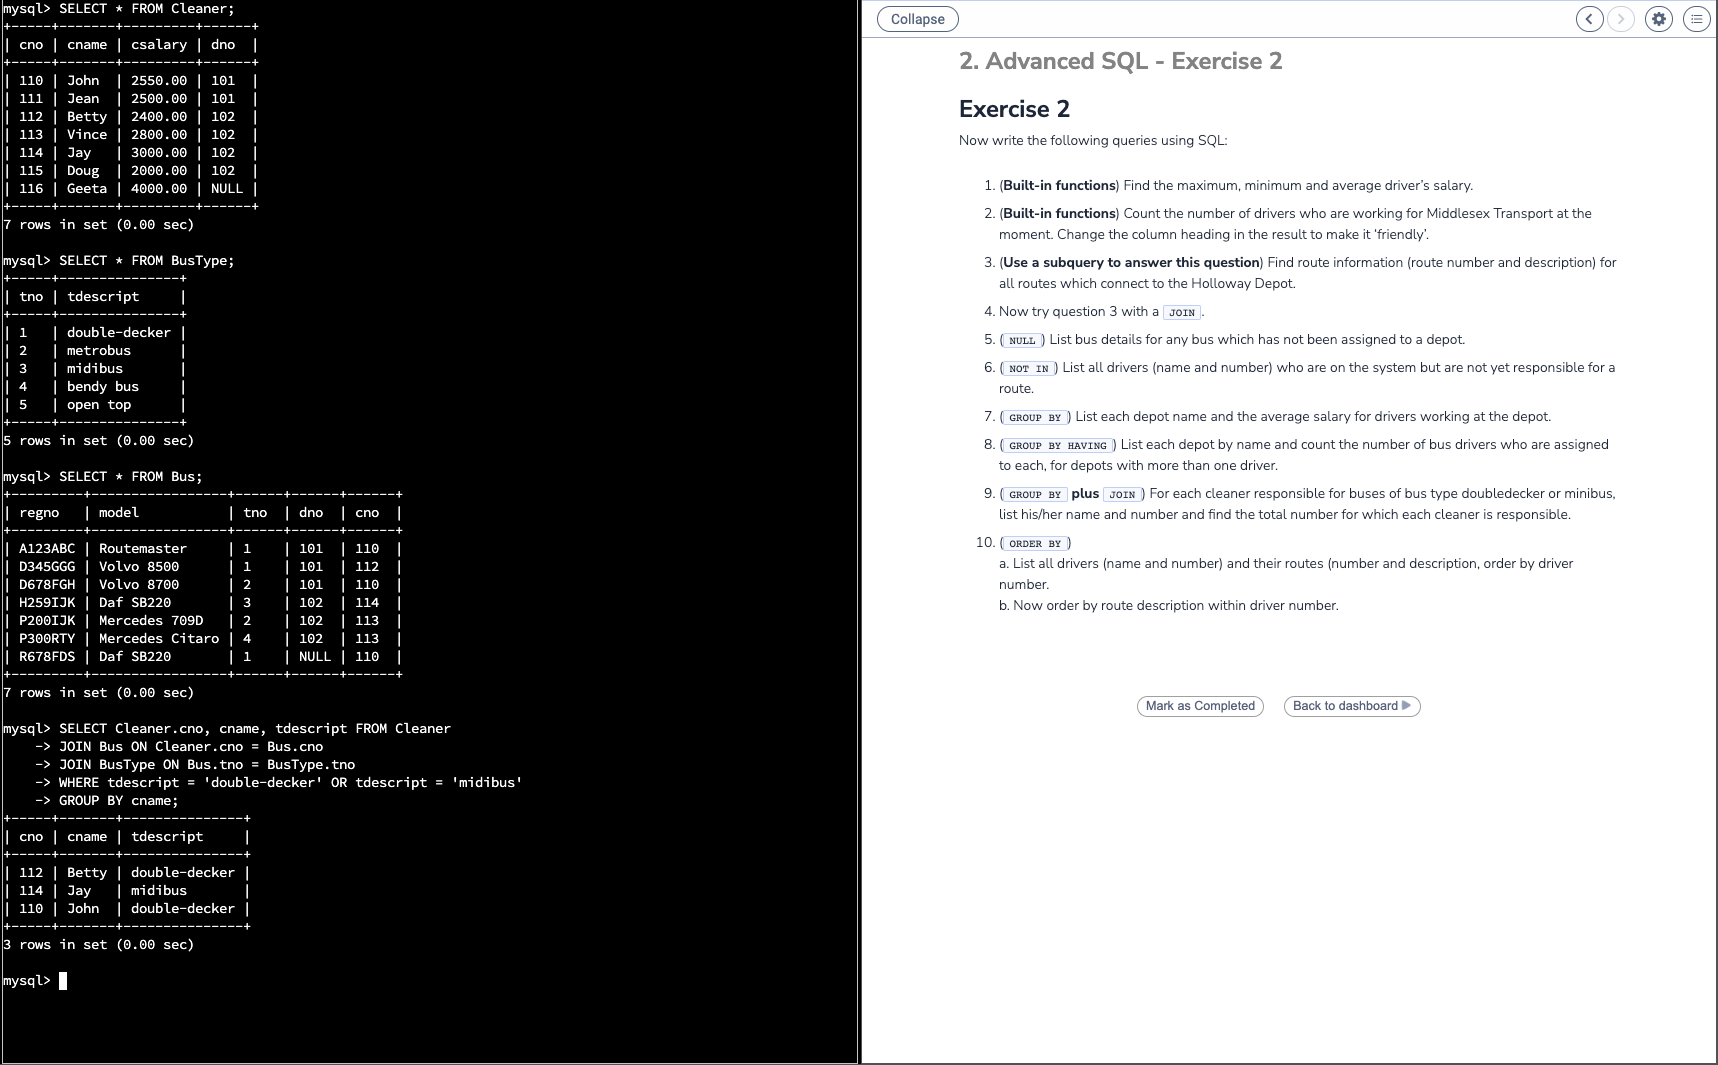 mysql> SELECT * FROM Cleaner;
+-----+-------+---------+------+
| cno | cname | csalary | dno  |
+-----+-------+---------+------+
| 110 | John  | 2550.00 | 101  |
| 111 | Jean  | 2500.00 | 101  |
| 112 | Betty | 2400.00 | 102  |
| 113 | Vince | 2800.00 | 102  |
| 114 | Jay   | 3000.00 | 102  |
| 115 | Doug  | 2000.00 | 102  |
| 116 | Geeta | 4000.00 | NULL |
+-----+-------+---------+------+
7 rows in set (0.00 sec)
mysql> SELECT * FROM BusType;
+-----+---------------+
| tno | tdescript     |
+-----+---------------+
| 1   | double-decker |
| 2   | metrobus      |
| 3   | midibus       |
| 4   | bendy bus     |
| 5   | open top      |
+-----+---------------+
5 rows in set (0.00 sec)
mysql> SELECT * FROM Bus;
+---------+-----------------+------+------+------+
| regno   | model           | tno  | dno  | cno  |
+---------+-----------------+------+------+------+
| A123ABC | Routemaster     | 1    | 101  | 110  |
| D345GGG | Volvo 8500      | 1    | 101  | 112  |
| D678FGH | Volvo 8700      | 2    | 101  | 110  |
| H259IJK | Daf SB220       | 3    | 102  | 114  |
| P200IJK | Mercedes 709D   | 2    | 102  | 113  |
| P300RTY | Mercedes Citaro | 4    | 102  | 113  |
| R678FDS | Daf SB220       | 1    | NULL | 110  |
+---------+-----------------+------+------+------+
7 rows in set (0.00 sec)
mysql> SELECT Cleaner.cno, cname, tdescript FROM Cleaner
    -> JOIN Bus ON Cleaner.cno = Bus.cno
    -> JOIN BusType ON Bus.tno = BusType.tno
    -> WHERE tdescript = 'double-decker' OR tdescript = 'midibus'
    -> GROUP BY cname;
+-----+-------+---------------+
| cno | cname | tdescript     |
+-----+-------+---------------+
| 112 | Betty | double-decker |
| 114 | Jay   | midibus       |
| 110 | John  | double-decker |
+-----+-------+---------------+
3 rows in set (0.00 sec)
mysql>
Collapse
2. Advanced SQL - Exercise 2
Exercise 2
Now write the following queries using SQL:
1. (Built-in functions) Find the maximum, minimum and average driver’s salary.
2. (Built-in functions) Count the number of drivers who are working for Middlesex Transport at the
moment. Change the column heading in the result to make it ‘friendly’.
3. (Use a subquery to answer this question) Find route information (route number and description) for
all routes which connect to the Holloway Depot.
4. Now try question 3 with a JOIN .
5. ( NULL ) List bus details for any bus which has not been assigned to a depot.
6. ( NOT IN ) List all drivers (name and number) who are on the system but are not yet responsible for a
route.
7. ( GROUP BY ) List each depot name and the average salary for drivers working at the depot.
8. ( GROUP BY HAVING ) List each depot by name and count the number of bus drivers who are assigned
to each, for depots with more than one driver.
9. ( GROUP BY plus JOIN ) For each cleaner responsible for buses of bus type doubledecker or minibus,
list his/her name and number and find the total number for which each cleaner is responsible.
10. ( ORDER BY )
a. List all drivers (name and number) and their routes (number and description, order by driver
number.
b. Now order by route description within driver number.
Mark as Completed
Back to dashboard